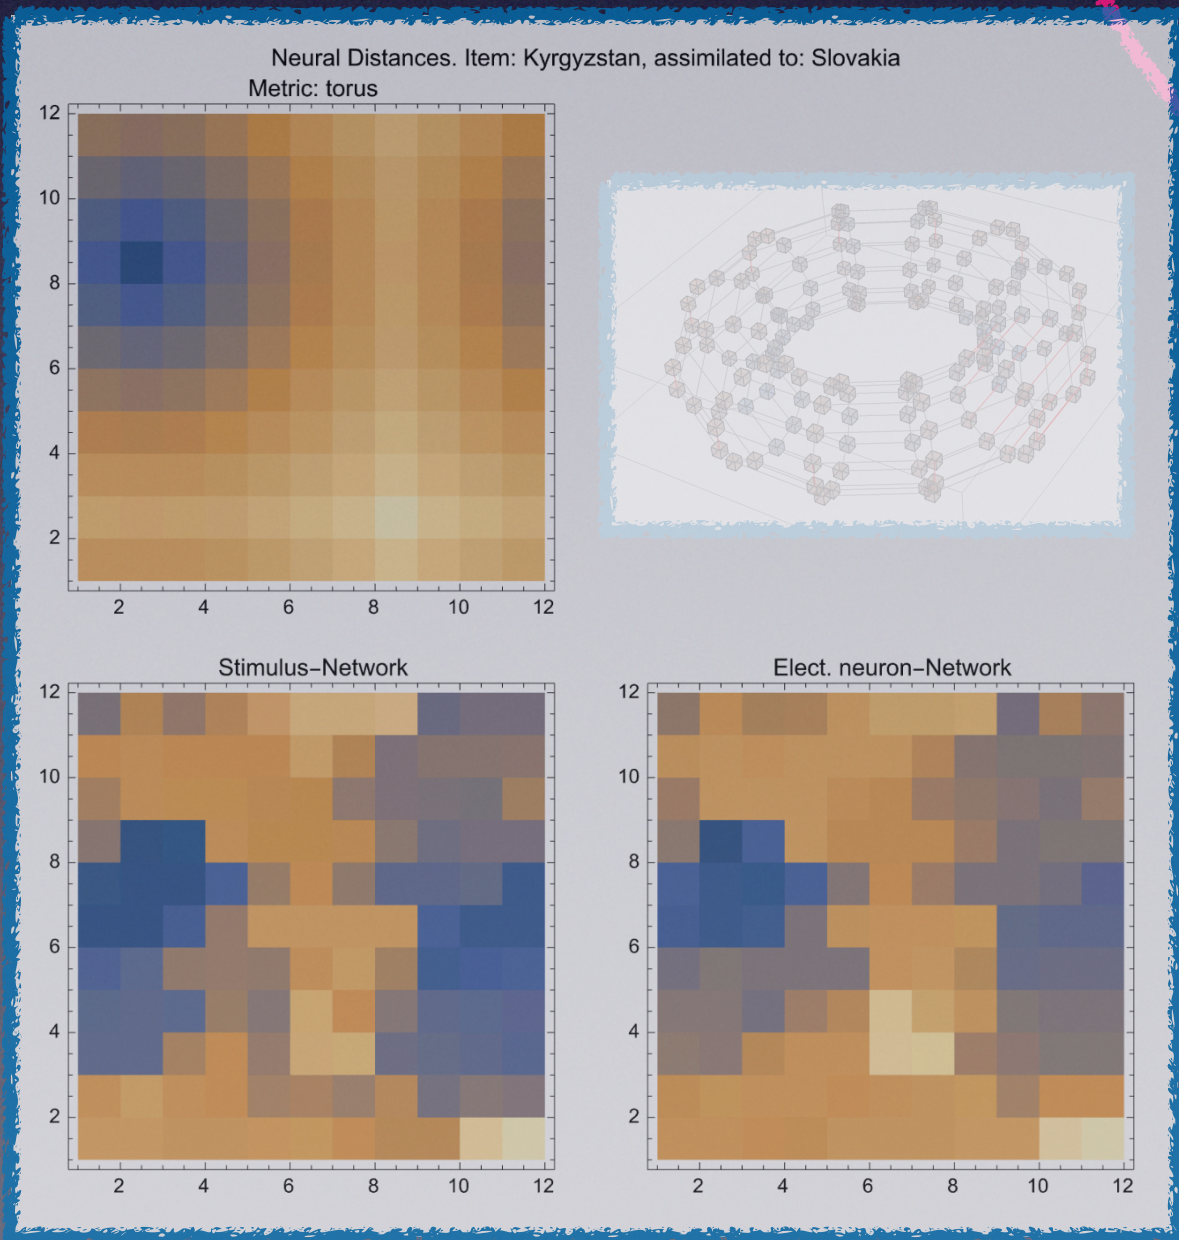 Neural Distances. Item: Kyrgyzstan, assimilated to: Slovakia
Metric: torus
12
10
8
6
4
2
2 4 6 8 10 12
Stimulus–Network
12
10
8
6
4
2
2 4 6 8 10 12
Elect. neuron–Network
12
10
8
6
4
2
2 4 6 8 10 12